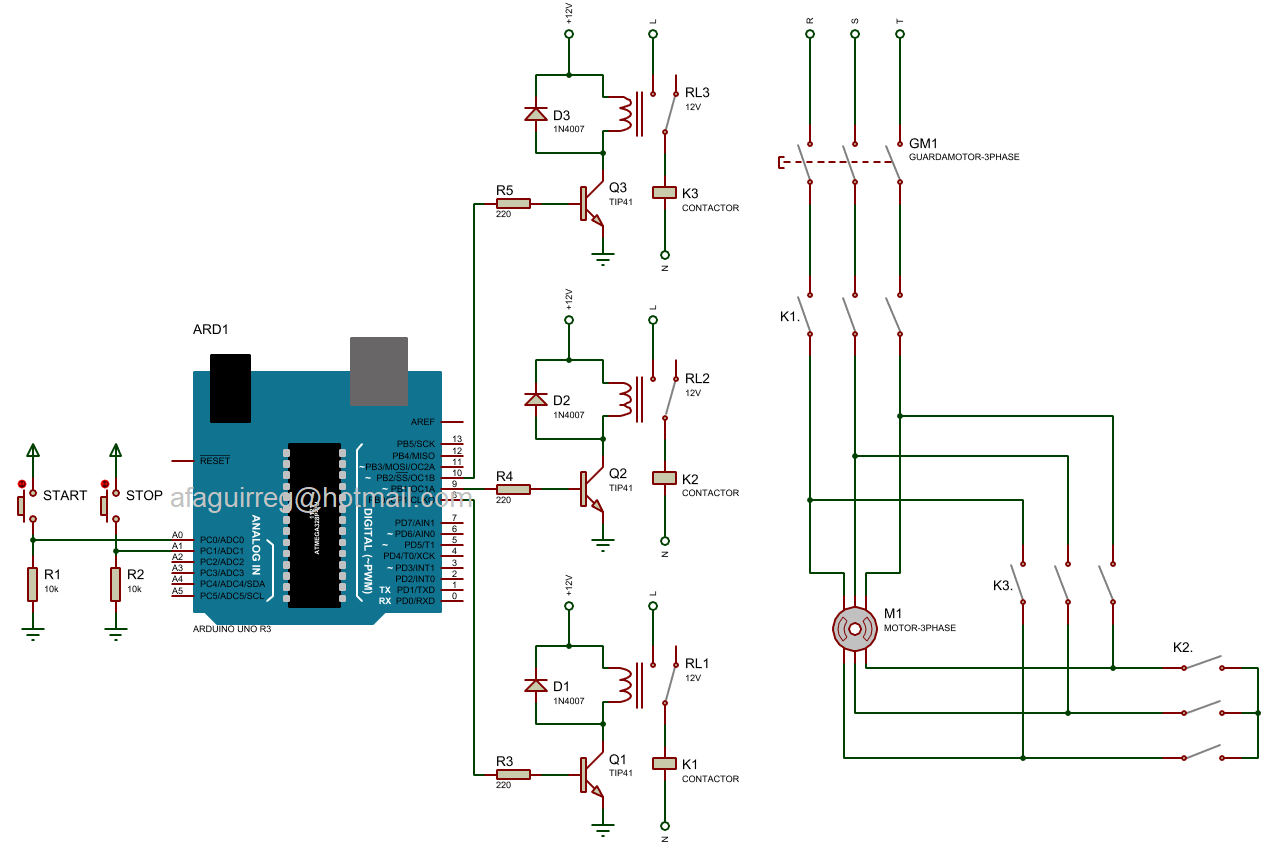 +12V
L
R
S
T
RL3
12V
D3
1N4007
GM1
GUARDAMOTOR-3PHASE
R5
220
Q3
TIP41
K3
CONTACTOR
N
+12V
L
K1.
ARD1
RL2
12V
D2
1N4007
R4
220
Q2
TIP41
K2
CONTACTOR
N
START
STOP
R1
10k
R2
10k
afaguirreg@hotmail.com
RESET
AREF
PB5/SCK 13
PB4/MISO 12
~PB3/MOSI/OC2A 11
~ PB2/SS/OC1B 10
9
8
PD7/AIN1 7
~ PD6/AIN0 6
~ PD5/T1 5
PD4/T0/XCK 4
~ PD3/INT1 3
PD2/INT0 2
TX PD1/TXD 1
RX PD0/RXD 0
A0 PC0/ADC0
A1 PC1/ADC1
A2 PC2/ADC2
A3 PC3/ADC3
A4 PC4/ADC4/SDA
A5 PC5/ADC5/SCL
ANALOG IN
DIGITAL (~PWM)
ARDUINO UNO R3
+12V
L
RL1
12V
D1
1N4007
R3
220
Q1
TIP41
K1
CONTACTOR
N
K3.
M1
MOTOR-3PHASE
K2.